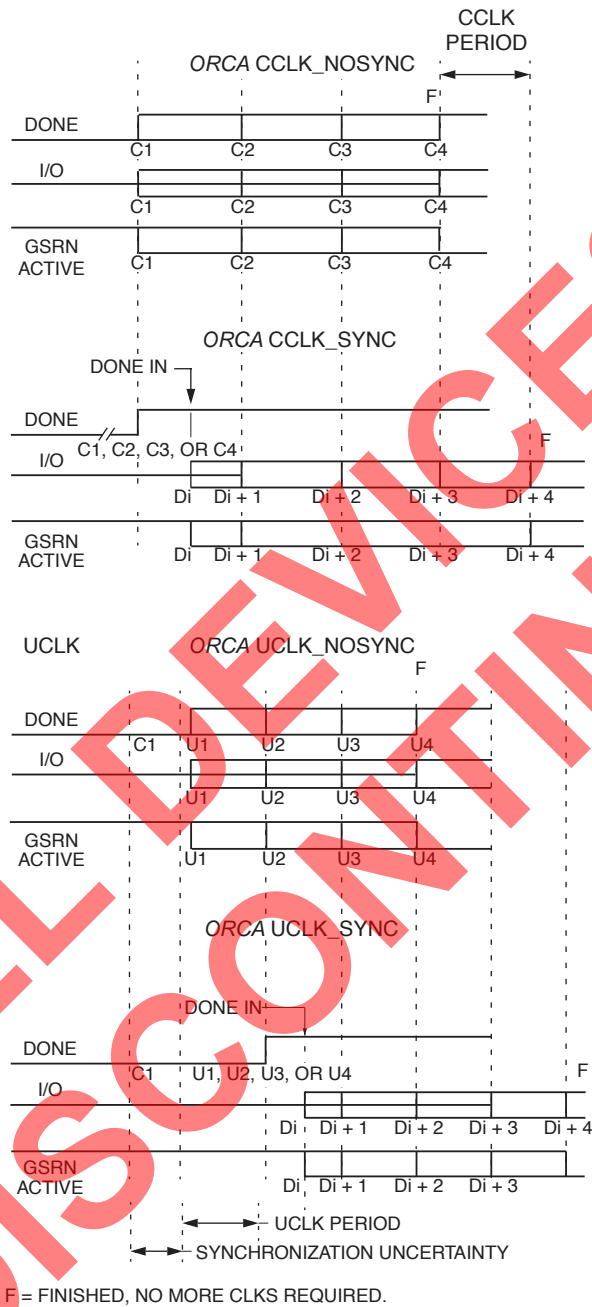 CCLK
PERIOD
ORCA CCLK_NOSYNC
F
DONE
C1 C2 C3 C4
I/O
C1 C2 C3 C4
GSRN
ACTIVE
C1 C2 C3 C4
ORCA CCLK_SYNC
DONE IN
DONE
C1, C2, C3, OR C4
F
I/O
Di Di + 1 Di + 2 Di + 3 Di + 4
GSRN
ACTIVE
Di Di + 1 Di + 2 Di + 3 Di + 4
UCLK ORCA UCLK_NOSYNC
F
DONE
C1 U1 U2 U3 U4
I/O
U1 U2 U3 U4
GSRN
ACTIVE
U1 U2 U3 U4
ORCA UCLK_SYNC
DONE IN
DONE
C1 U1, U2, U3, OR U4
F
I/O
Di Di + 1 Di + 2 Di + 3 Di + 4
GSRN
ACTIVE
Di Di + 1 Di + 2 Di + 3
UCLK PERIOD
SYNCHRONIZATION UNCERTAINTY
F = FINISHED, NO MORE CLKS REQUIRED.
DEVICES